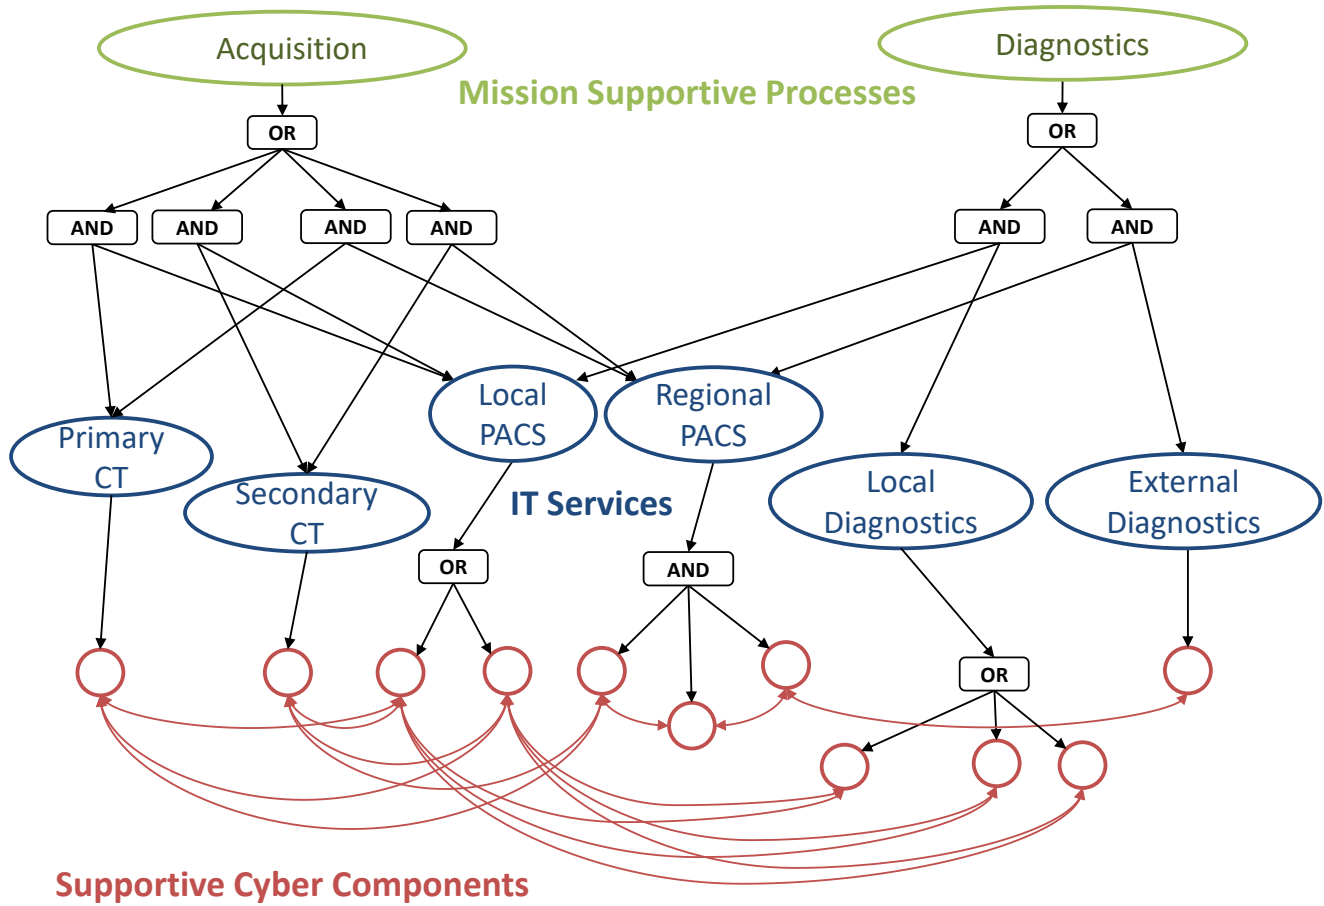 Acquisition
Diagnostics
Mission Supportive Processes
OR
OR
AND
AND
AND
AND
AND
AND
Local
PACS
Regional
PACS
Primary
CT
Secondary
CT
IT Services
Local
Diagnostics
External
Diagnostics
OR
AND
OR
Supportive Cyber Components